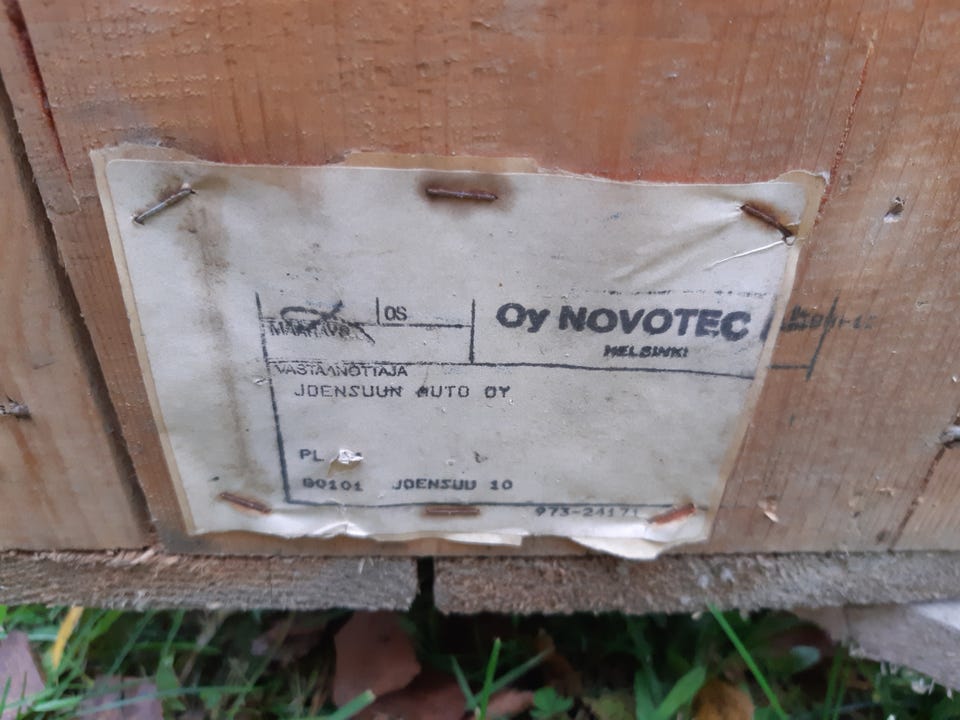 OS
Oy NOVOTEC
HELSINKI
VASTAANOTTAJA
JOENSUUN AUTO OY
PL
80101 JOENSUU 10
973-24171